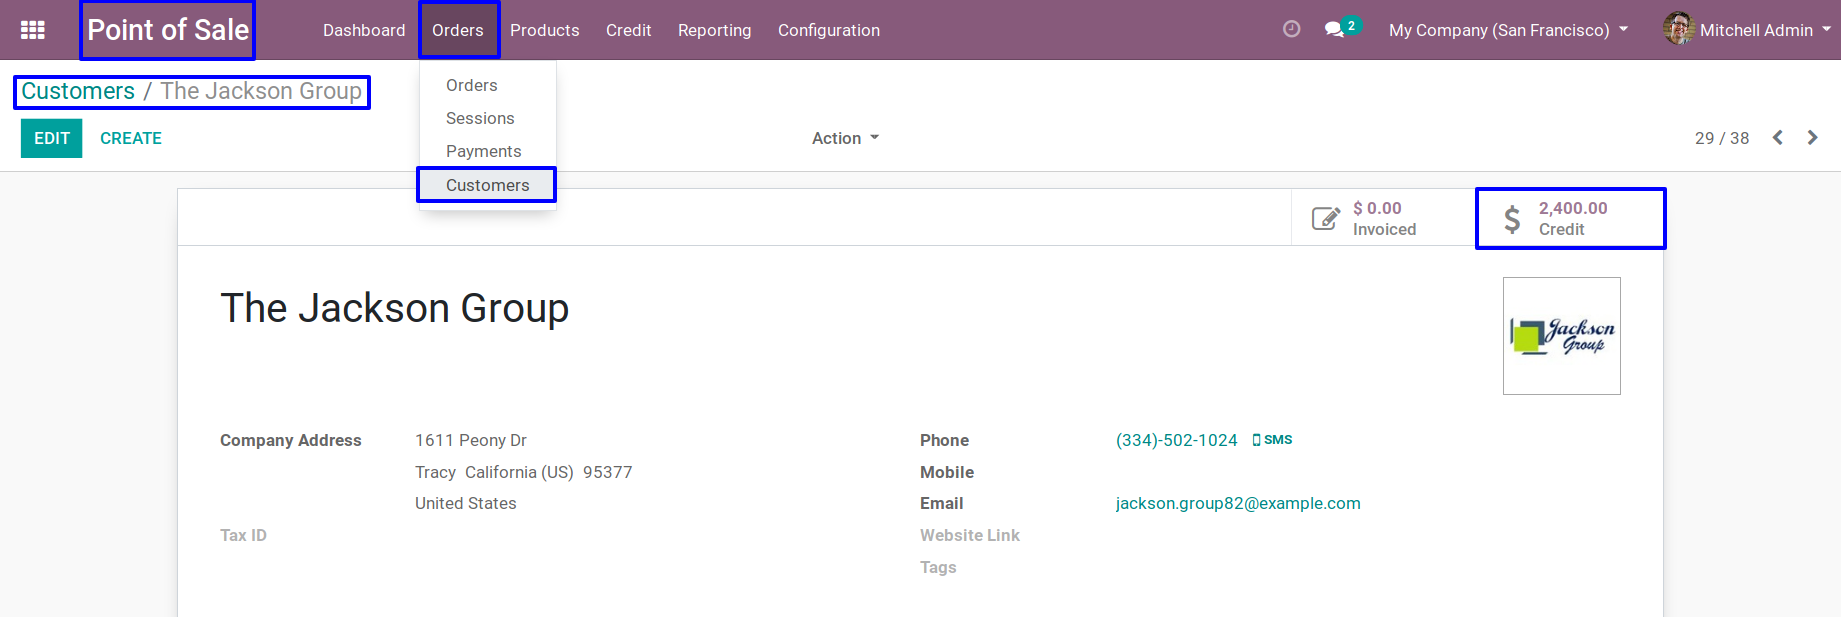 Point of Sale Dashboard Orders Products Credit Reporting Configuration 2 My Company (San Francisco) Mitchell Admin
Customers / The Jackson Group
Orders
Sessions
Payments
Customers
EDIT CREATE Action 29 / 38
$ 0.00
Invoiced
$ 2,400.00
Credit
The Jackson Group
Jackson
Group
Company Address 1611 Peony Dr
Tracy California (US) 95377
United States
Tax ID
Phone (334)-502-1024 SMS
Mobile
Email jackson.group82@example.com
Website Link
Tags